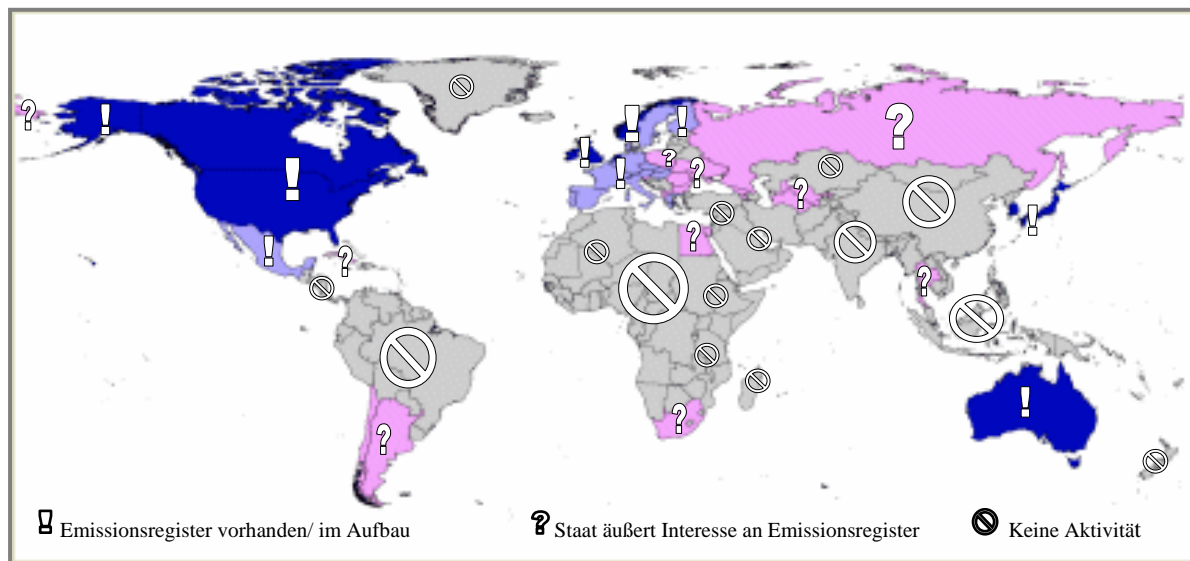 Emissionsregister vorhanden/ im Aufbau
Staat äußert Interesse an Emissionsregister
Keine Aktivität